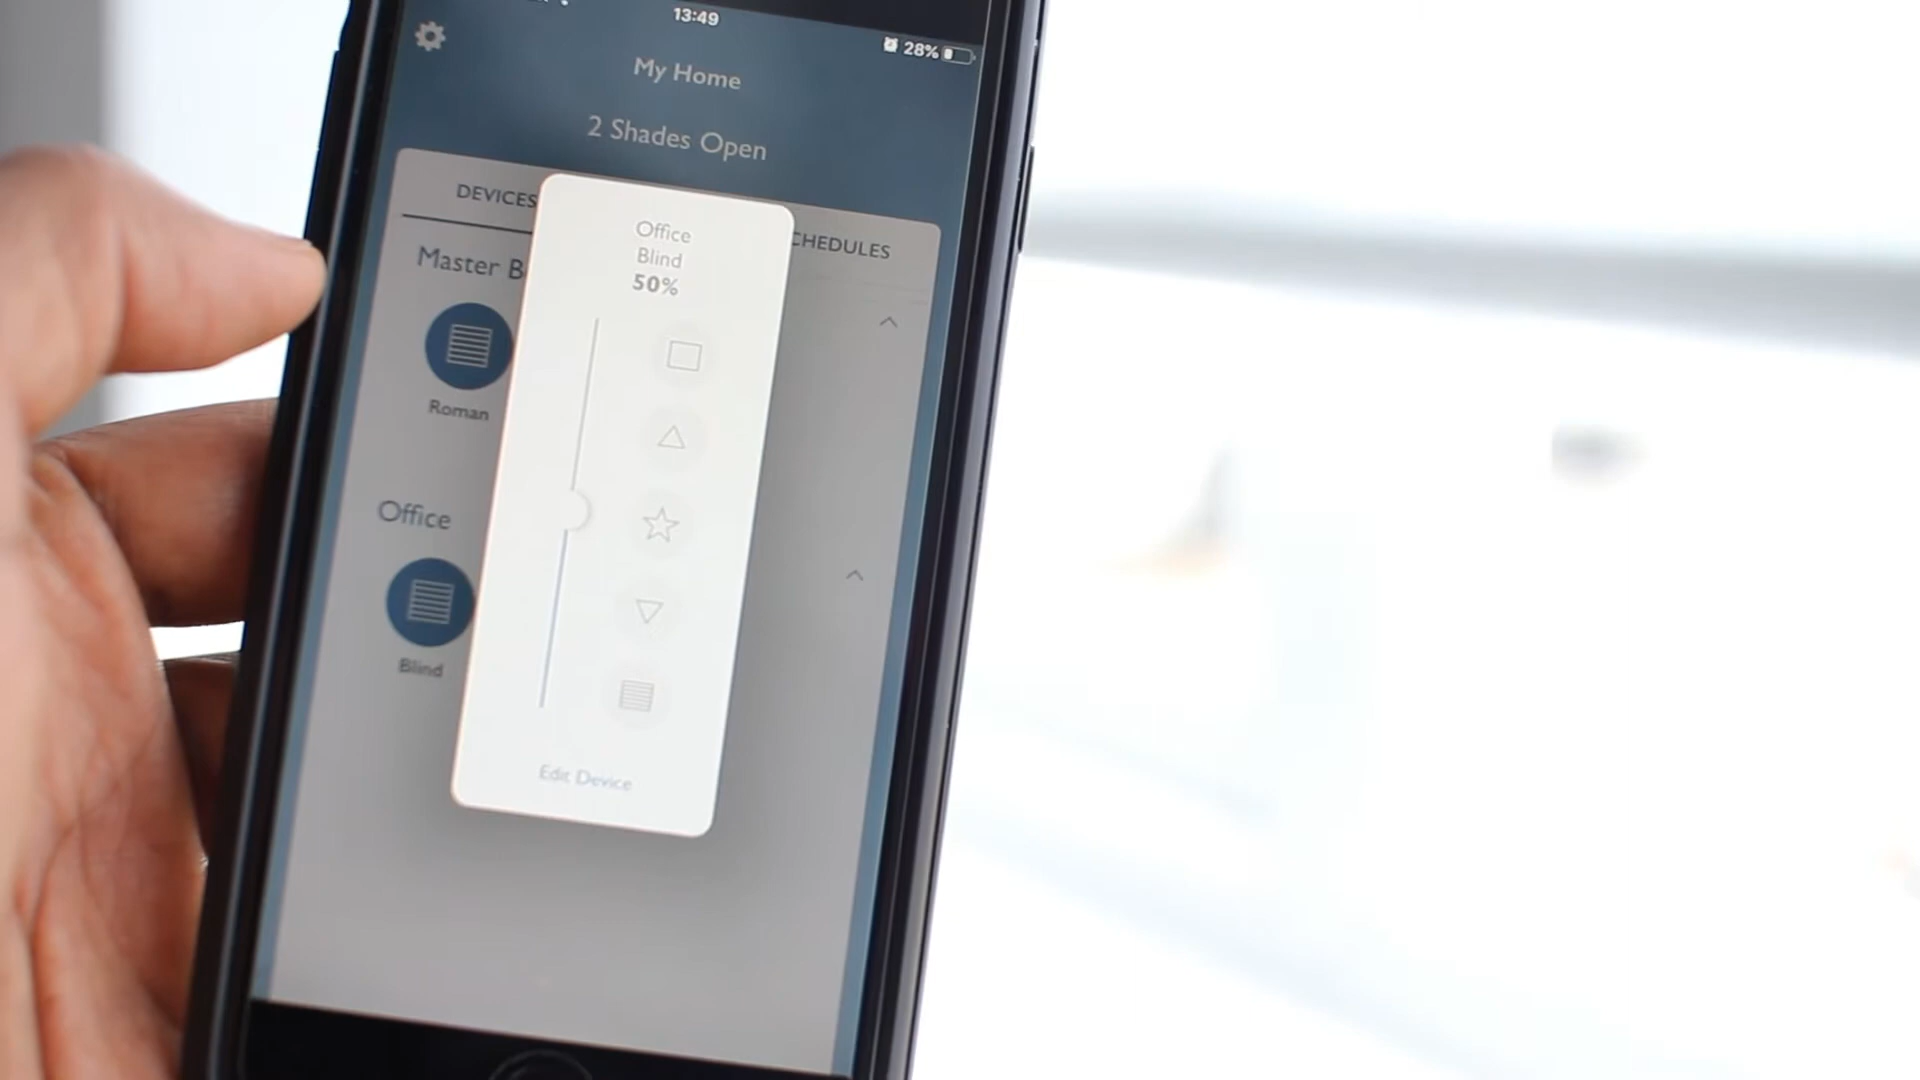 13:49
28%
My Home
2 Shades Open
DEVICES
CHEDULES
Master B
Office
Blind
50%
Roman
Office
Blind
Edit Device